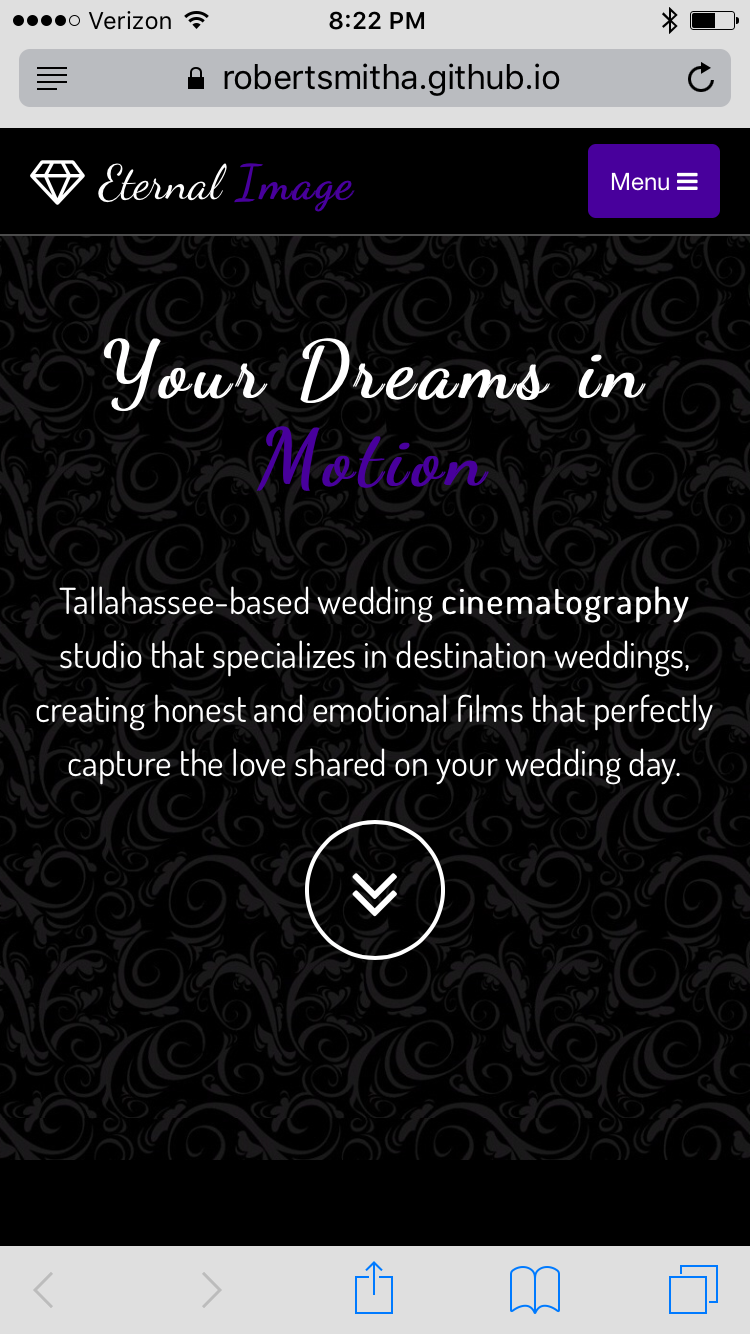 Verizon 8:22 PM
robertsmitha.github.io
Eternal Image Menu
Your Dreams in
Motion
Tallahassee-based wedding cinematography
studio that specializes in destination weddings,
creating honest and emotional films that perfectly
capture the love shared on your wedding day.